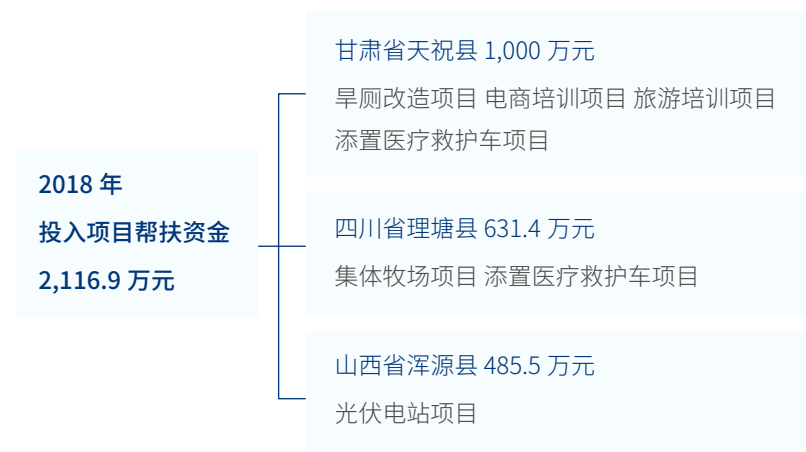 2018 年
投入项目帮扶资金
2,116.9 万元
甘肃省天祝县 1,000 万元
旱厕改造项目 电商培训项目 旅游培训项目
添置医疗救护车项目
四川省理塘县 631.4 万元
集体牧场项目 添置医疗救护车项目
山西省浑源县 485.5 万元
光伏电站项目